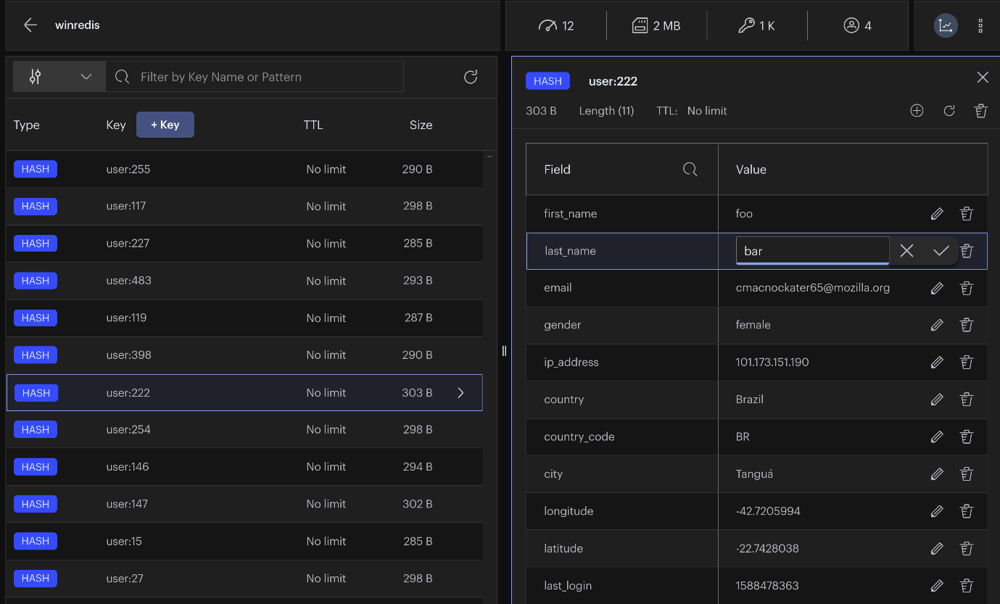 winredis
12
2 MB
1 K
4
Filter by Key Name or Pattern
Type Key + Key TTL Size
HASH user:255 No limit 290 B
HASH user:117 No limit 298 B
HASH user:227 No limit 285 B
HASH user:483 No limit 293 B
HASH user:119 No limit 287 B
HASH user:398 No limit 290 B
HASH user:222 No limit 303 B
HASH user:254 No limit 298 B
HASH user:146 No limit 294 B
HASH user:147 No limit 302 B
HASH user:15 No limit 285 B
HASH user:27 No limit 298 B
HASH user:222
303 B Length (11) TTL: No limit
Field Value
first_name foo
last_name bar
email cmacnockater65@mozilla.org
gender female
ip_address 101.173.151.190
country Brazil
country_code BR
city Tanguá
longitude -42.7205994
latitude -22.7428038
last_login 1588478363